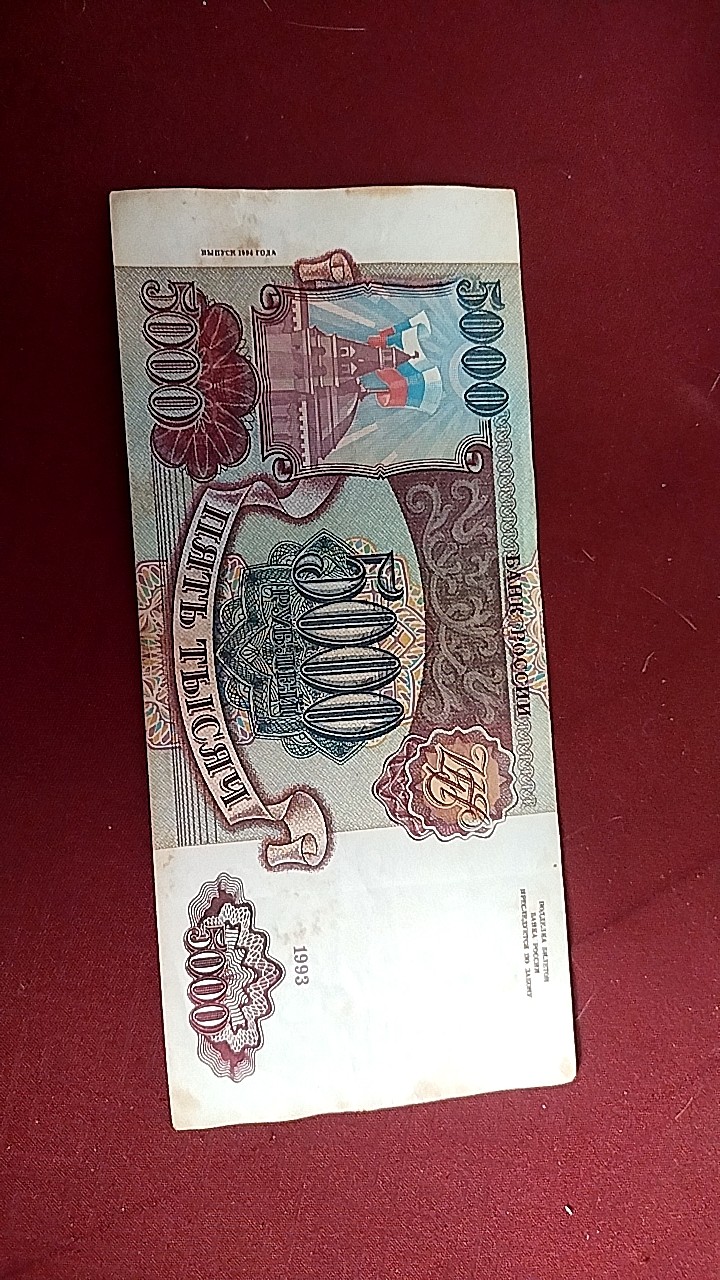 ВЫПУСК 1994 ГОДА
5000
5000
БАНК РОССИИ
5000
РУБЛЕЙ
ПЯТЬ ТЫСЯЧ
ПОДДЕЛКА БИЛЕТОВ
БАНКА РОССИИ
ПРЕСЛЕДУЕТСЯ ПО ЗАКОНУ
1993
5000